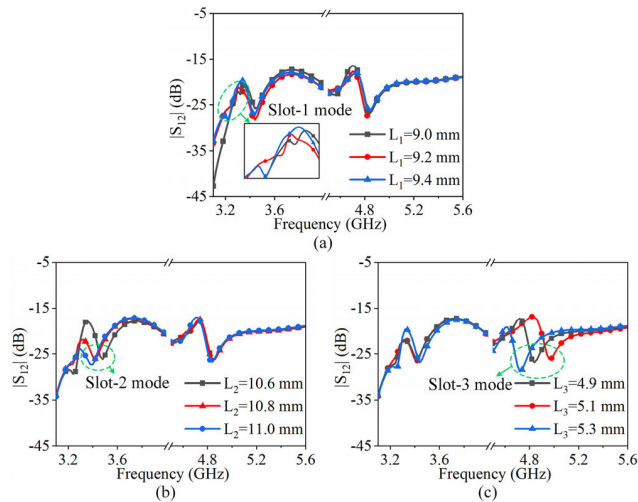 -5
-15
-25
-35
-45
|S12| (dB)
Slot-1 mode
L1=9.0 mm
L1=9.2 mm
L1=9.4 mm
3.2 3.6 4.8 5.2 5.6
Frequency (GHz)
(a)
-5
-15
-25
-35
-45
|S12| (dB)
Slot-2 mode
L2=10.6 mm
L2=10.8 mm
L2=11.0 mm
3.2 3.6 4.8 5.2 5.6
Frequency (GHz)
(b)
-5
-15
-25
-35
-45
|S12| (dB)
Slot-3 mode
L3=4.9 mm
L3=5.1 mm
L3=5.3 mm
3.2 3.6 4.8 5.2 5.6
Frequency (GHz)
(c)